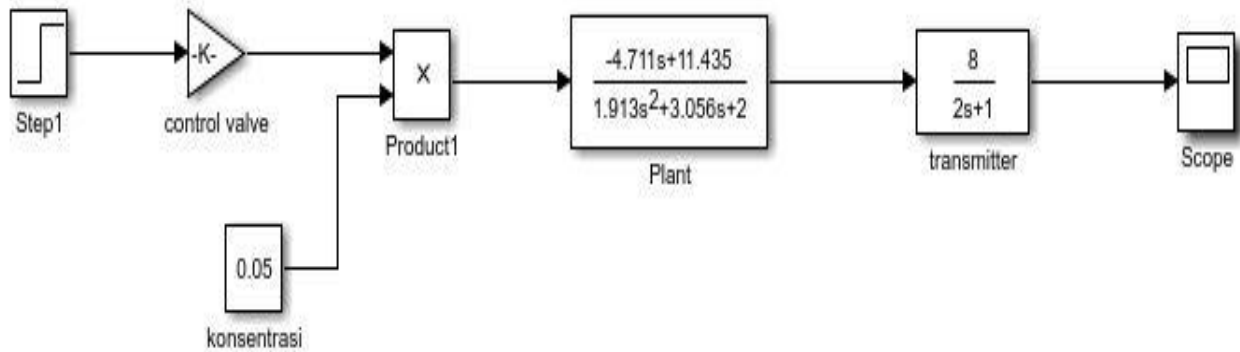 Step1
-K-
control valve
×
Product1
0.05
konsentrasi
-4.711s+11.435
1.913s²+3.056s+2
Plant
8
2s+1
transmitter
Scope